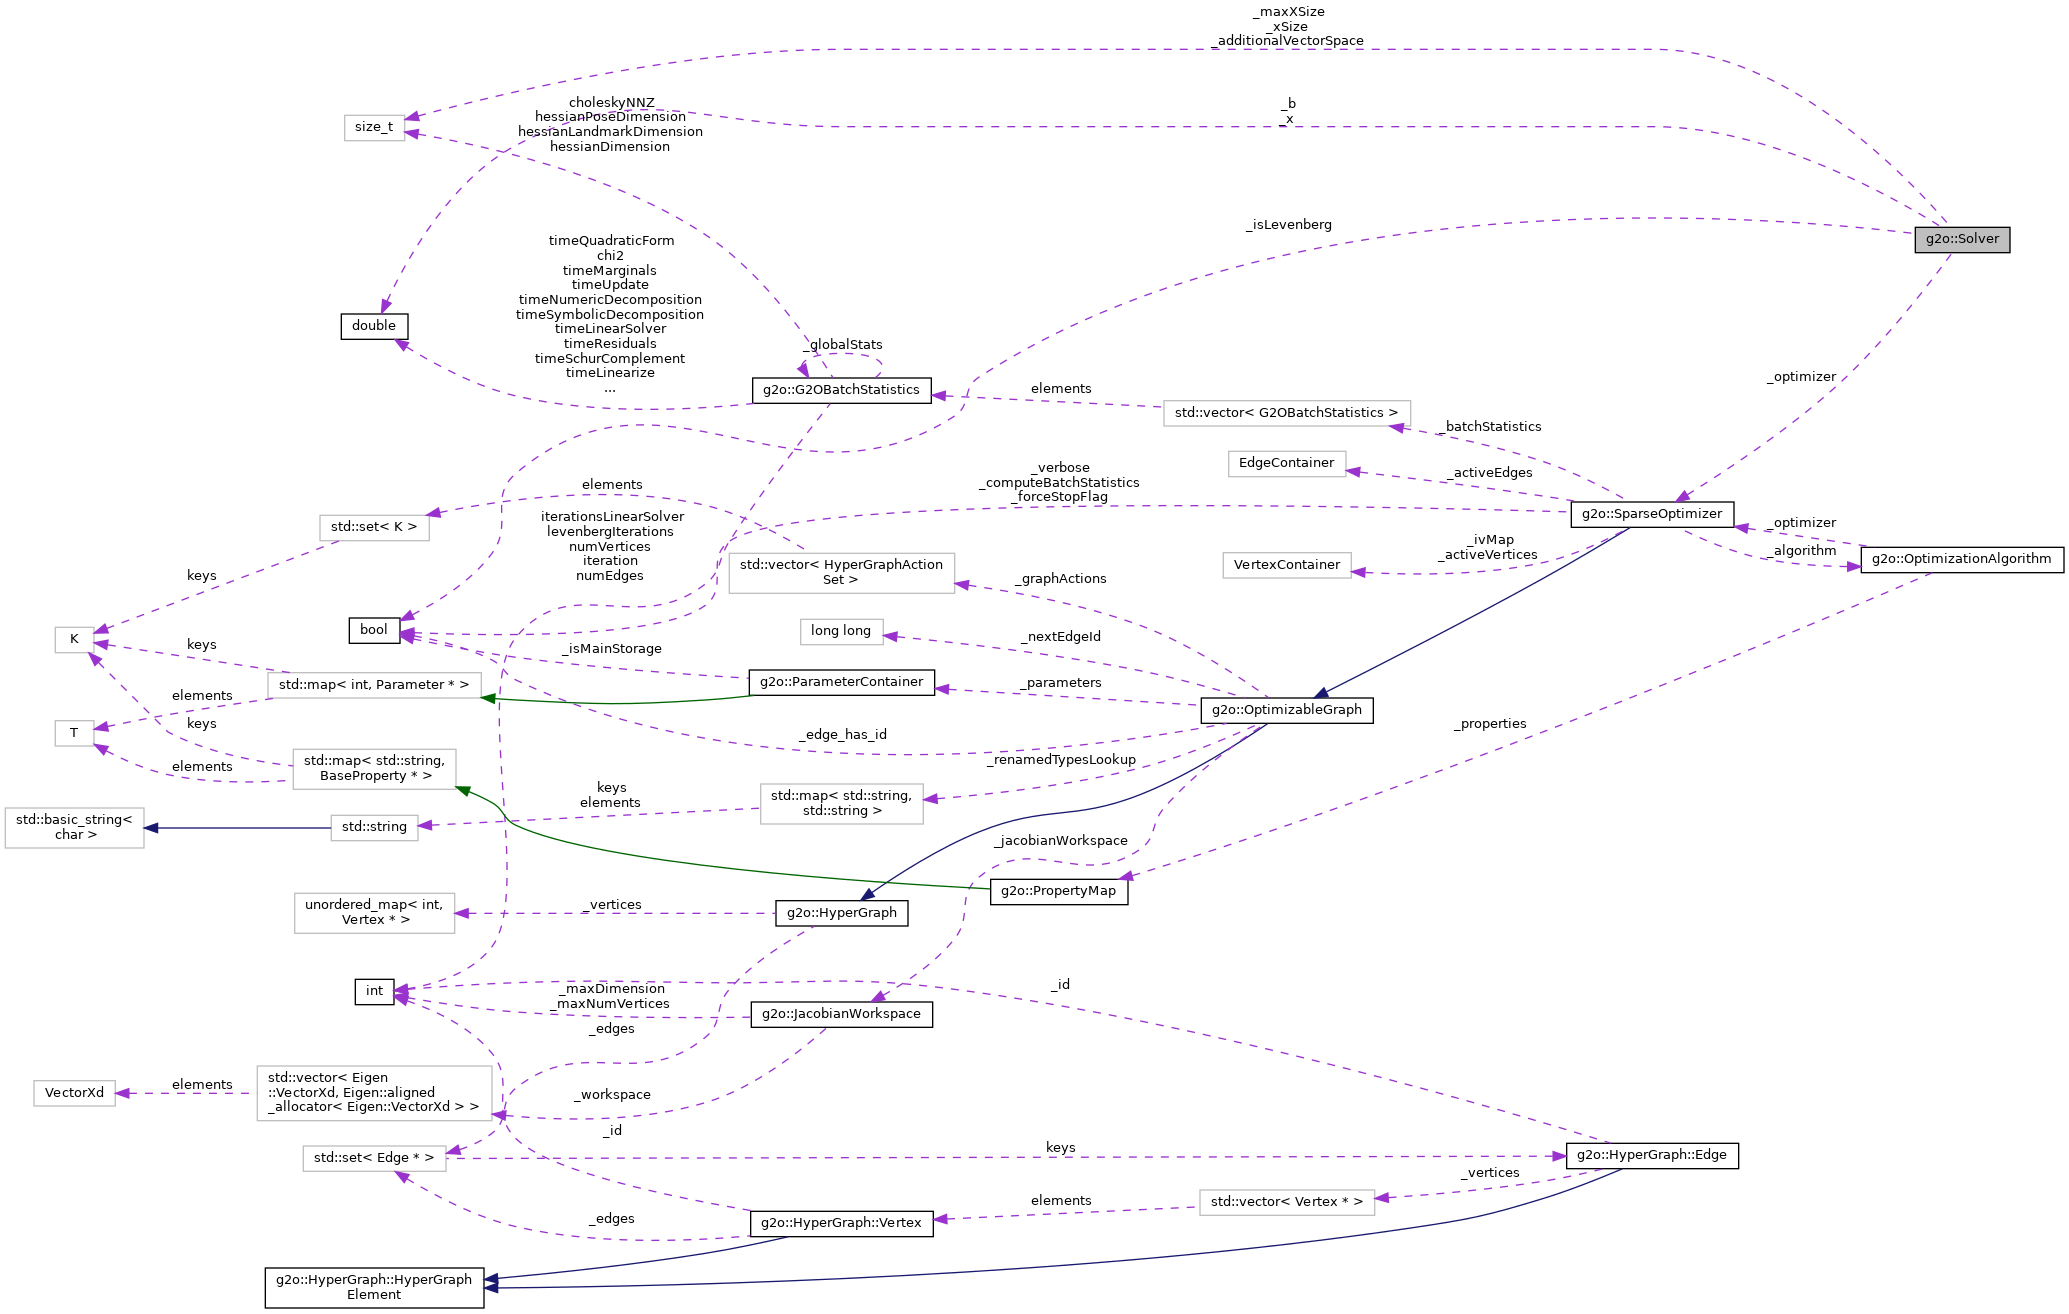 _maxXSize
_xSize
_additionalVectorSpace
choleskyNNZ
hessianPoseDimension
hessianLandmarkDimension
hessianDimension
_b
_x
size_t
_isLevenberg
g2o::Solver
timeQuadraticForm
chi2
timeMarginals
timeUpdate
timeNumericDecomposition
timeSymbolicDecomposition
timeLinearSolver
timeResiduals
timeSchurComplement
timeLinearize
...
double
_globalStats
g2o::G2OBatchStatistics
elements
_optimizer
std::vector< G2OBatchStatistics >
_batchStatistics
EdgeContainer
_activeEdges
_verbose
_computeBatchStatistics
_forceStopFlag
elements
std::set< K >
g2o::SparseOptimizer
_optimizer
_algorithm
g2o::OptimizationAlgorithm
iterationsLinearSolver
levenbergIterations
numVertices
iteration
numEdges
std::vector< HyperGraphAction
Set >
_ivMap
_activeVertices
VertexContainer
keys
_graphActions
K
bool
long long
_nextEdgeId
keys
_isMainStorage
std::map< int, Parameter * >
g2o::ParameterContainer
_parameters
elements
g2o::OptimizableGraph
T
keys
_edge_has_id
_properties
elements
std::map< std::string,
BaseProperty * >
_renamedTypesLookup
keys
elements
std::map< std::string,
std::string >
std::basic_string<
char >
std::string
_jacobianWorkspace
g2o::PropertyMap
unordered_map< int,
Vertex * >
_vertices
g2o::HyperGraph
int
_maxDimension
_maxNumVertices
_id
g2o::JacobianWorkspace
_edges
VectorXd
elements
std::vector< Eigen
::VectorXd, Eigen::aligned
_allocator< Eigen::VectorXd > >
_workspace
_id
std::set< Edge * >
keys
g2o::HyperGraph::Edge
_vertices
elements
std::vector< Vertex * >
_edges
g2o::HyperGraph::Vertex
g2o::HyperGraph::HyperGraph
Element